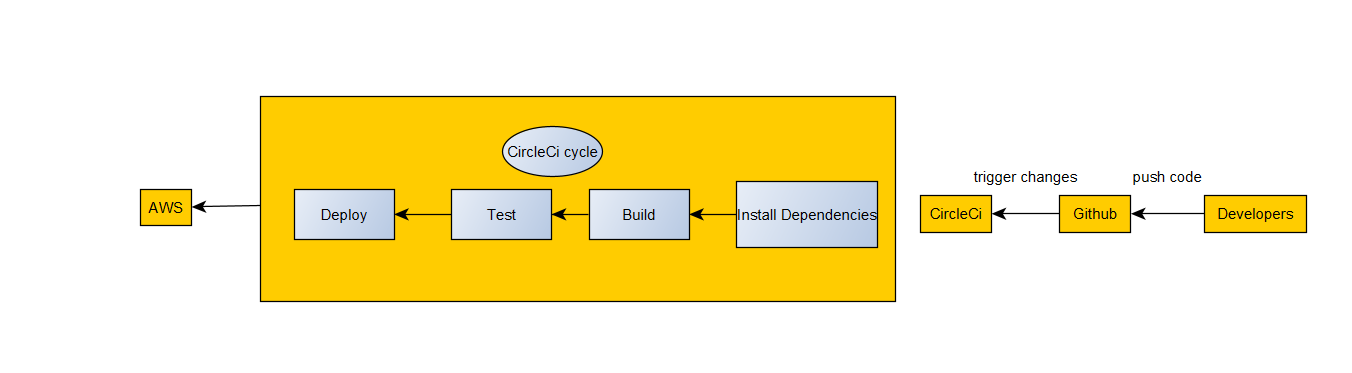 CircleCi cycle
trigger changes
push code
AWS
Deploy
Test
Build
Install Dependencies
CircleCi
Github
Developers